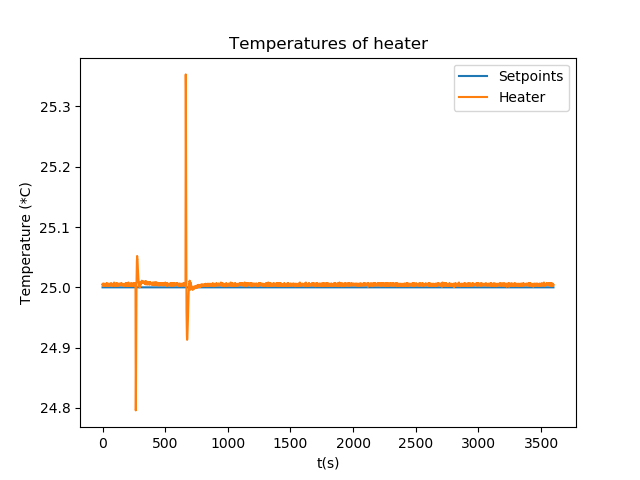 Temperatures of heater
Setpoints
Heater
25.3
25.2
25.1
25.0
24.9
24.8
Temperature (*C)
0 500 1000 1500 2000 2500 3000 3500
t(s)